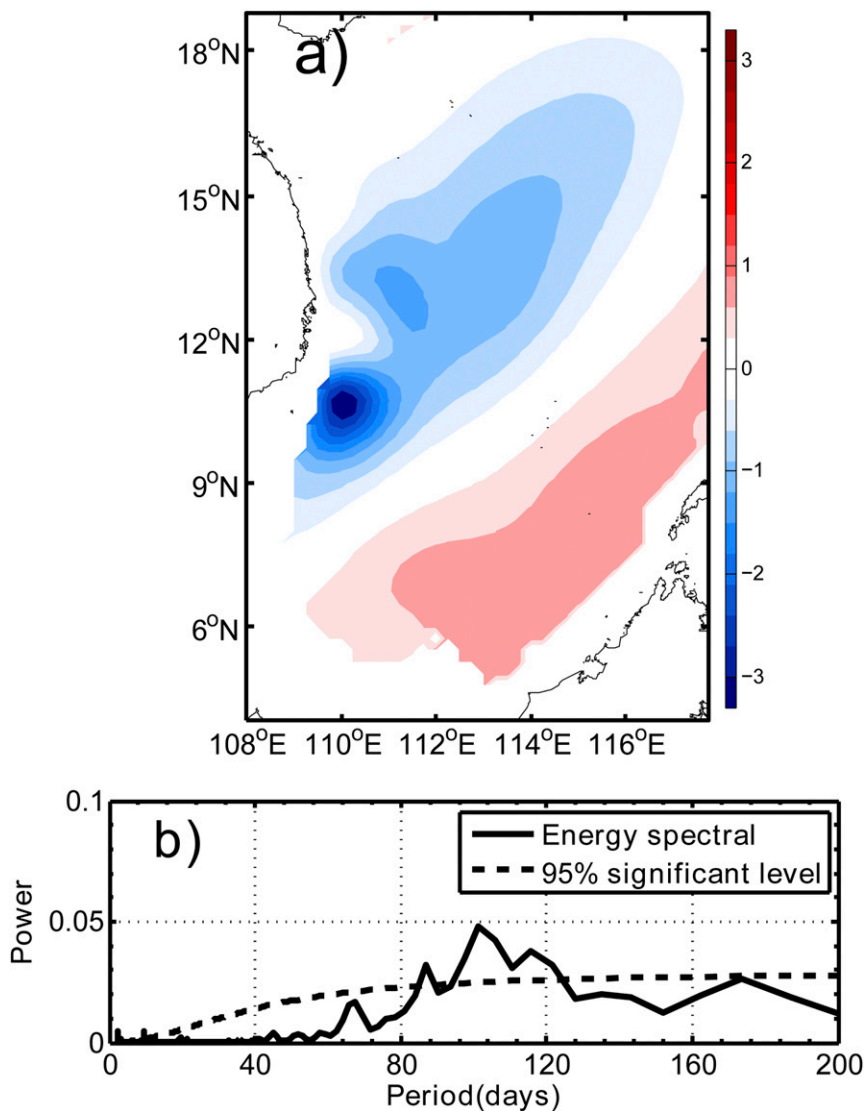 a)
18°N
15°N
12°N
9°N
6°N
108°E 110°E 112°E 114°E 116°E
3
2
1
0
−1
−2
−3
b)
Energy spectral
95% significant level
Power
0.1
0.05
0
0 40 80 120 160 200
Period(days)